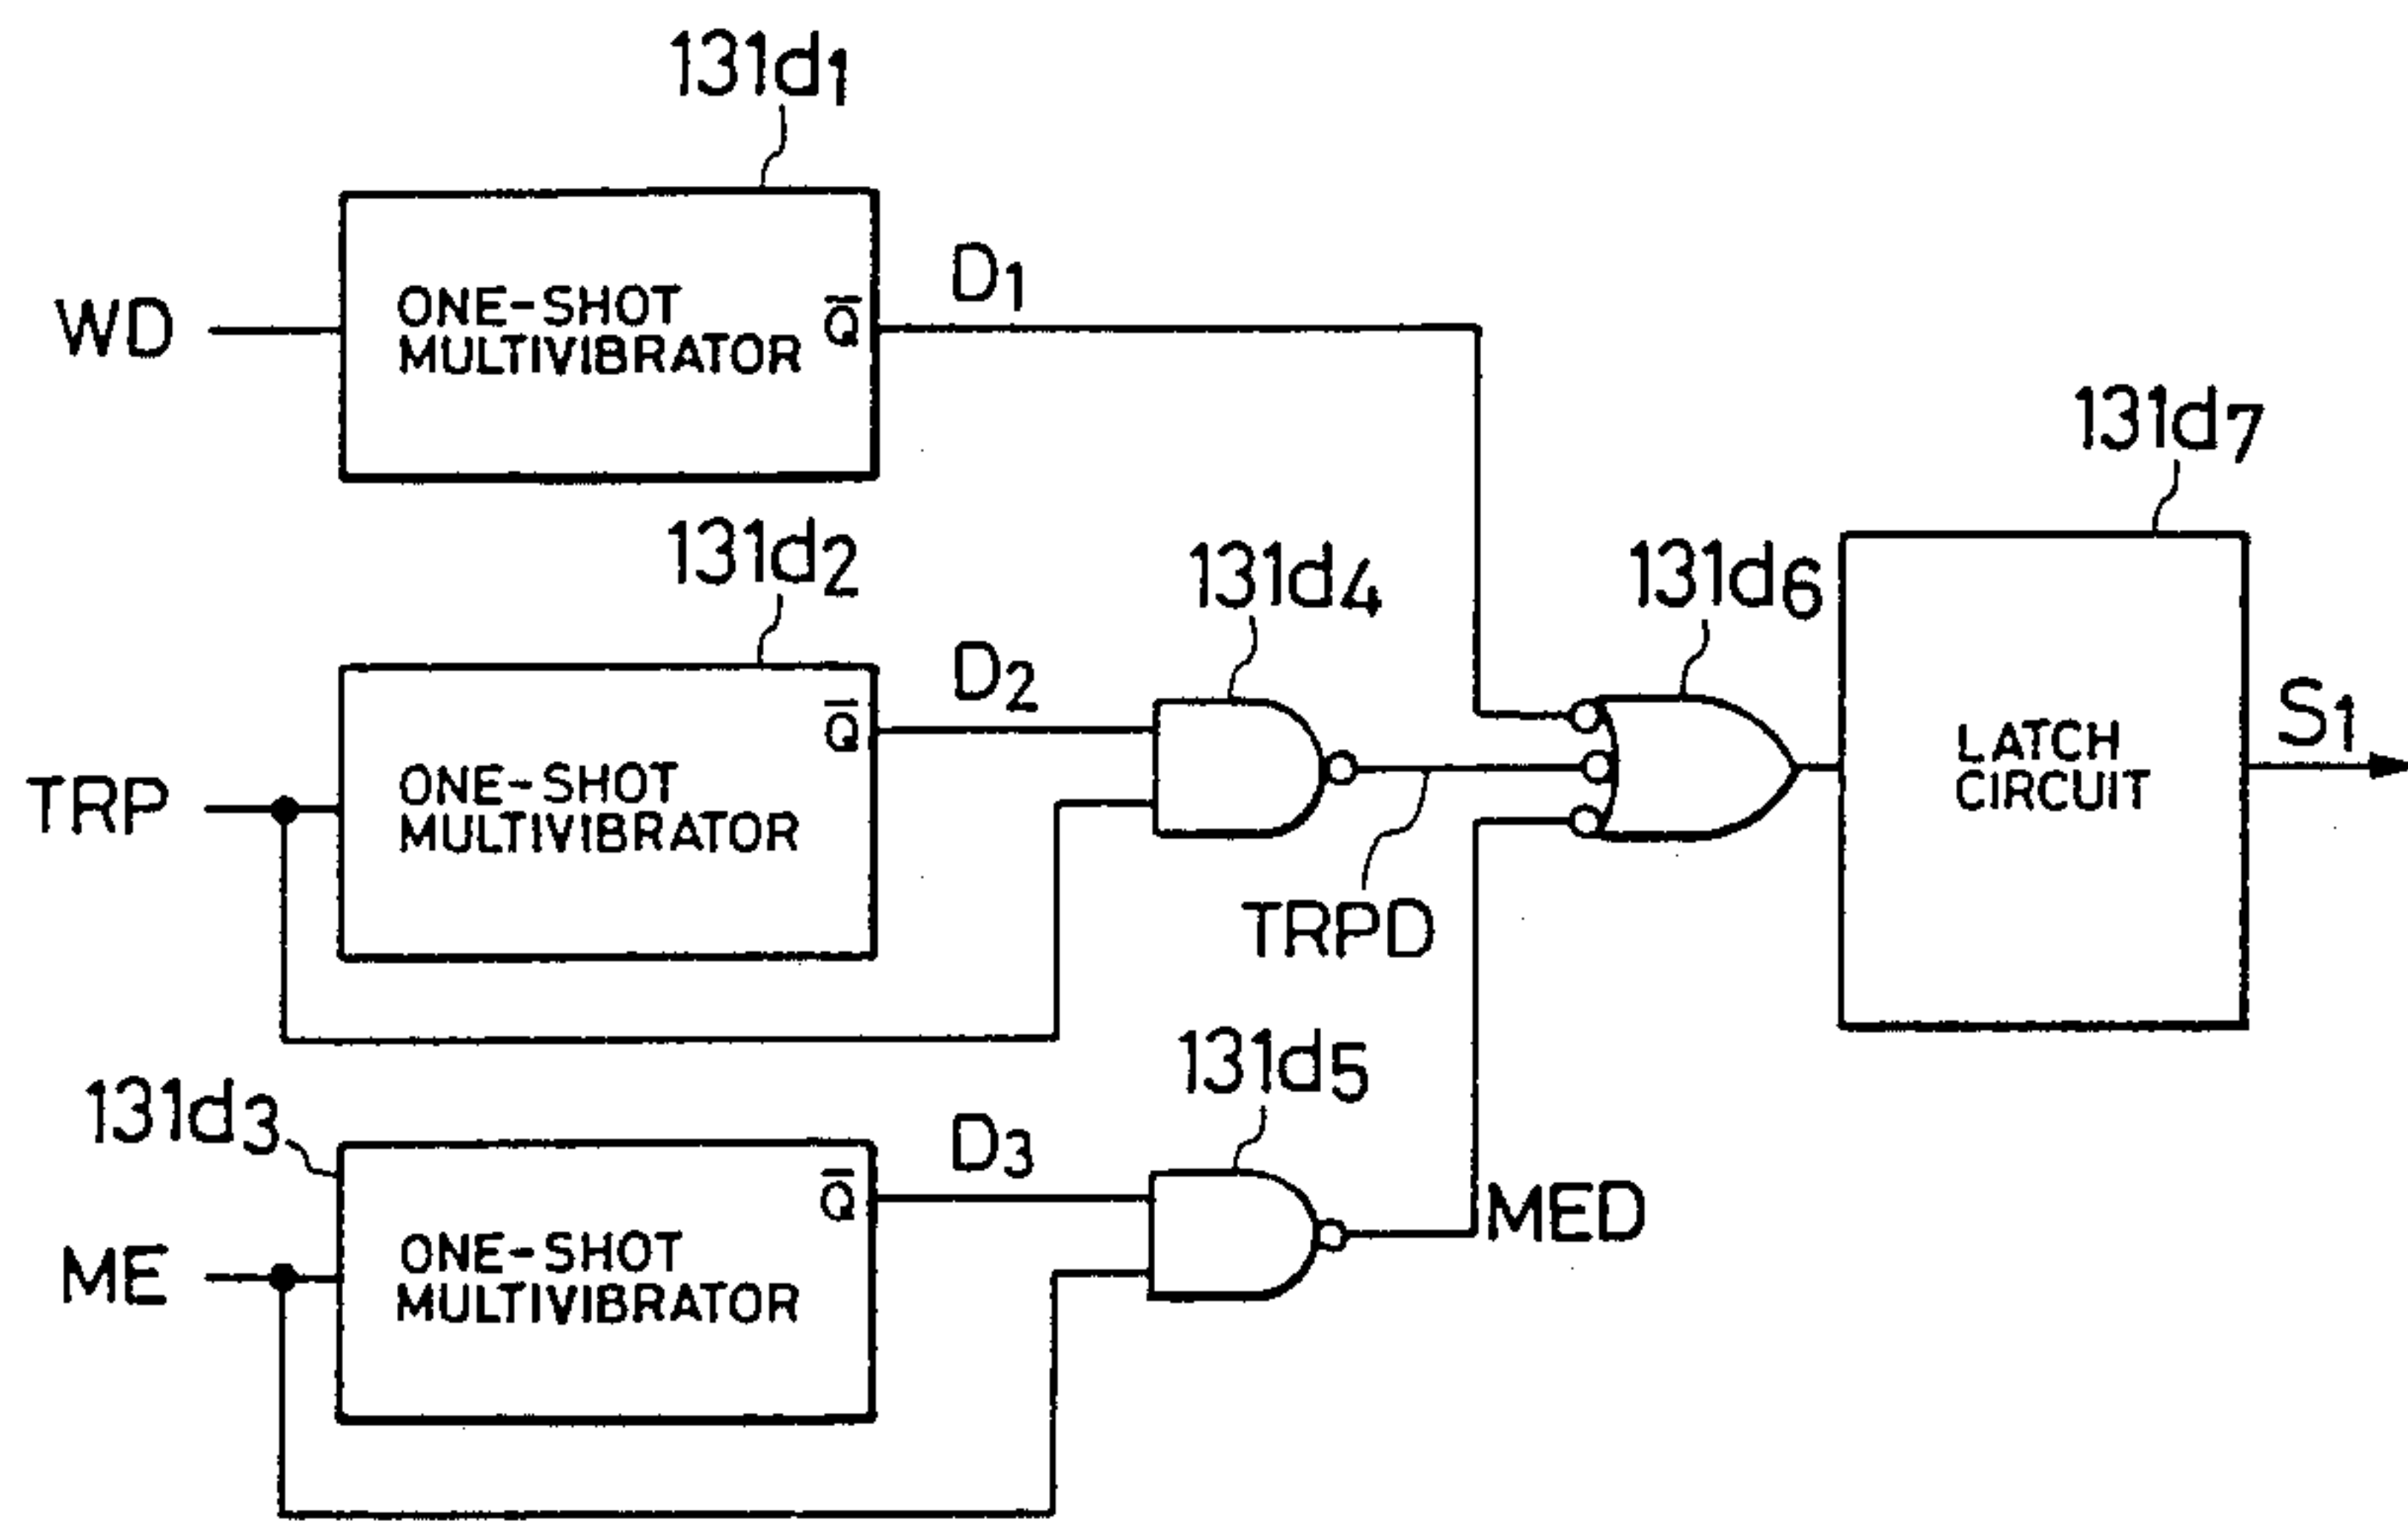 131d1
WD
ONE-SHOT
MULTIVIBRATOR
Q̅
D1
131d2
TRP
ONE-SHOT
MULTIVIBRATOR
Q̅
D2
131d4
131d6
131d7
LATCH
CIRCUIT
S1
TRPD
131d3
ME
ONE-SHOT
MULTIVIBRATOR
Q̅
D3
131d5
MED